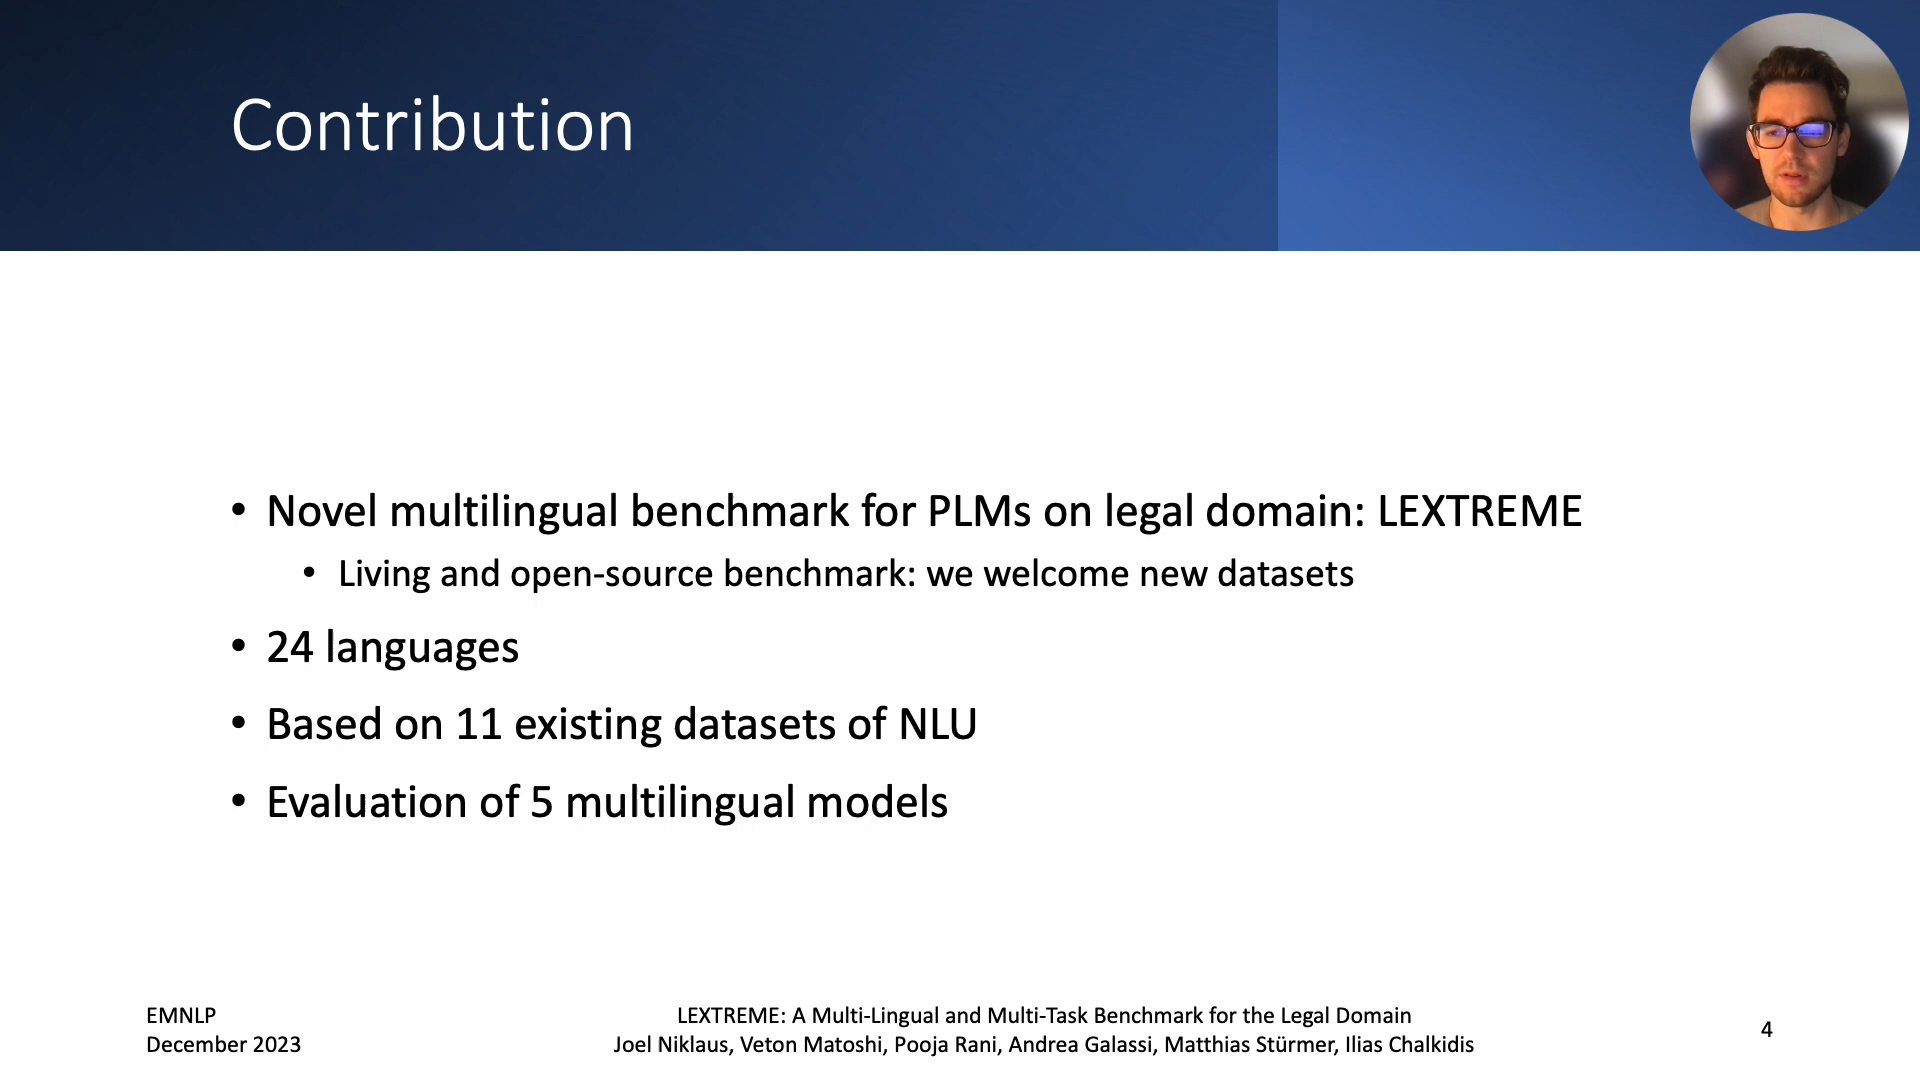 Contribution
• Novel multilingual benchmark for PLMs on legal domain: LEXTREME
• Living and open-source benchmark: we welcome new datasets
• 24 languages
• Based on 11 existing datasets of NLU
• Evaluation of 5 multilingual models
EMNLP
December 2023
LEXTREME: A Multi-Lingual and Multi-Task Benchmark for the Legal Domain
Joel Niklaus, Veton Matoshi, Pooja Rani, Andrea Galassi, Matthias Stürmer, Ilias Chalkidis
4